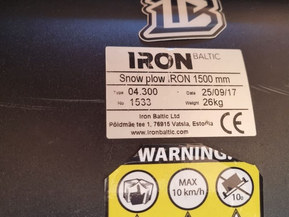 IRON BALTIC
Snow plow IRON 1500 mm
Type 04.300 Date 25/09/17
No 1533 Weight 26kg
Iron Baltic Ltd
Põldmäe tee 1, 76915 Vatsla, Estonia
www.ironbaltic.com
CE
WARNING!
MAX
10 km/h